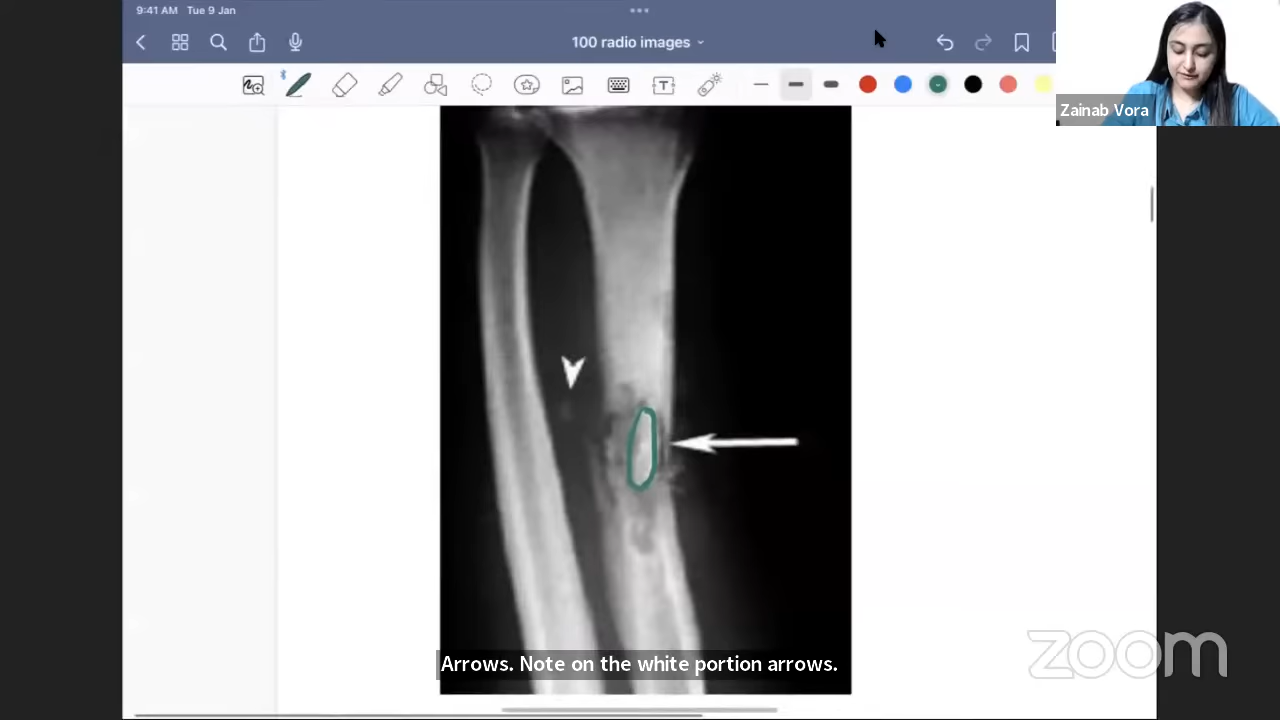 9:41 AM Tue 9 Jan
100 radio images
T
Zainab Vora
Arrows. Note on the white portion arrows.
zoom